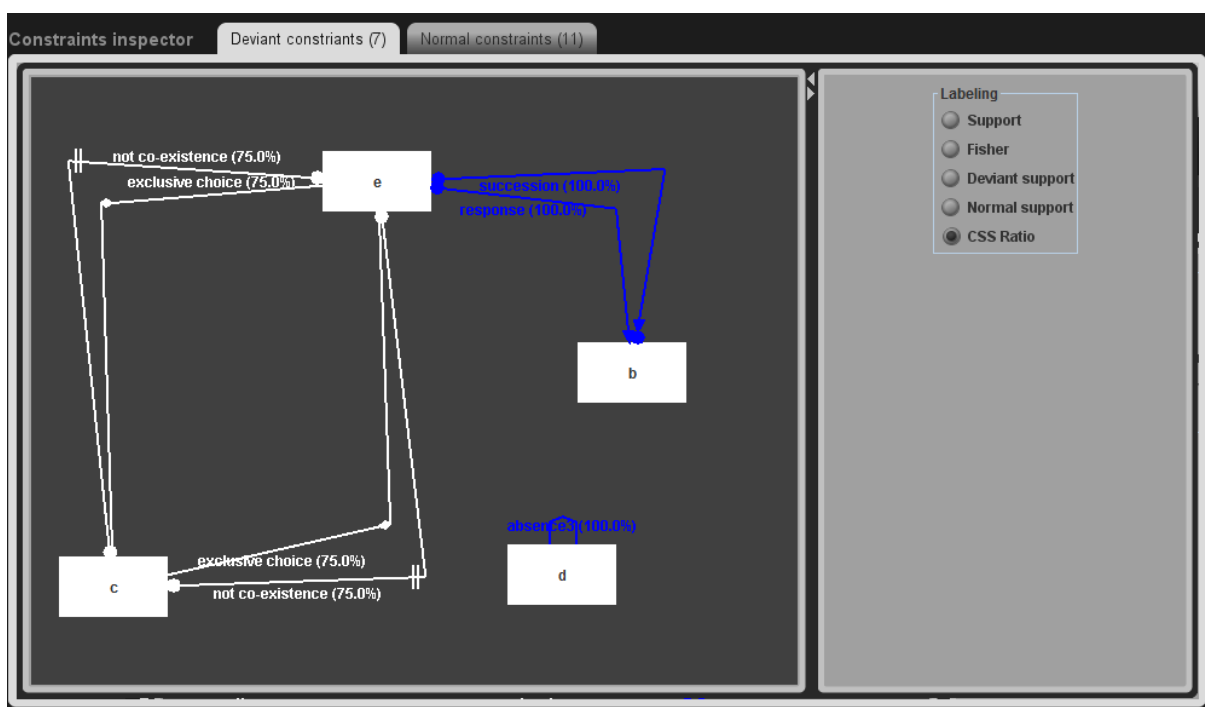 Constraints inspector
Deviant constriants (7)
Normal constraints (11)
Labeling
Support
Fisher
Deviant support
Normal support
CSS Ratio
not co-existence (75.0%)
exclusive choice (75.0%)
e
succession (100.0%)
response (100.0%)
b
absence3 (100.0%)
d
exclusive choice (75.0%)
c
not co-existence (75.0%)